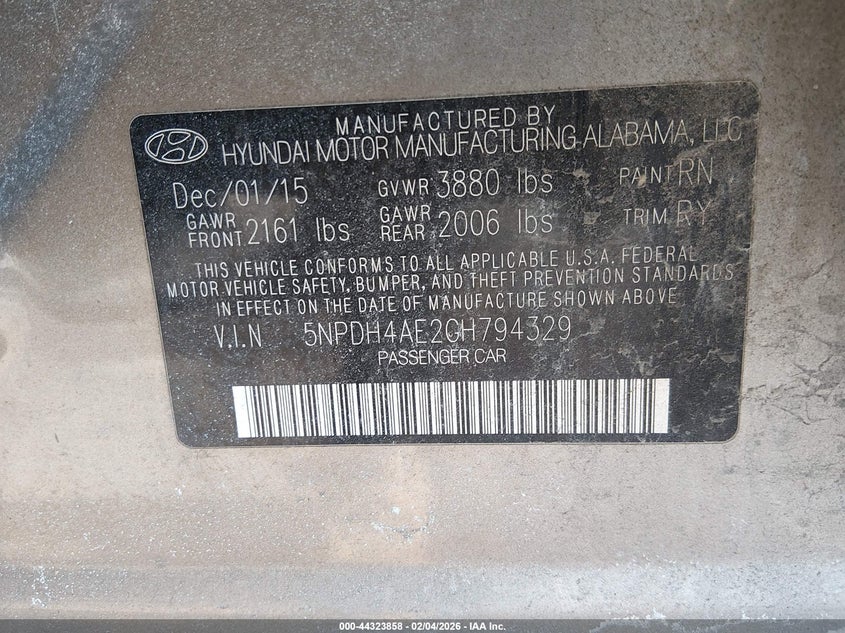 MANUFACTURED BY
HYUNDAI MOTOR MANUFACTURING ALABAMA, LLC
Dec/01/15 GVWR 3880 lbs PAINT RN
GAWR FRONT 2161 lbs GAWR REAR 2006 lbs TRIM RY
THIS VEHICLE CONFORMS TO ALL APPLICABLE U.S.A. FEDERAL
MOTOR VEHICLE SAFETY, BUMPER, AND THEFT PREVENTION STANDARDS
IN EFFECT ON THE DATE OF MANUFACTURE SHOWN ABOVE.
V.I.N 5NPDH4AE2GH794329
PASSENGER CAR
000-44323858 - 02/04/2026 - IAA Inc.